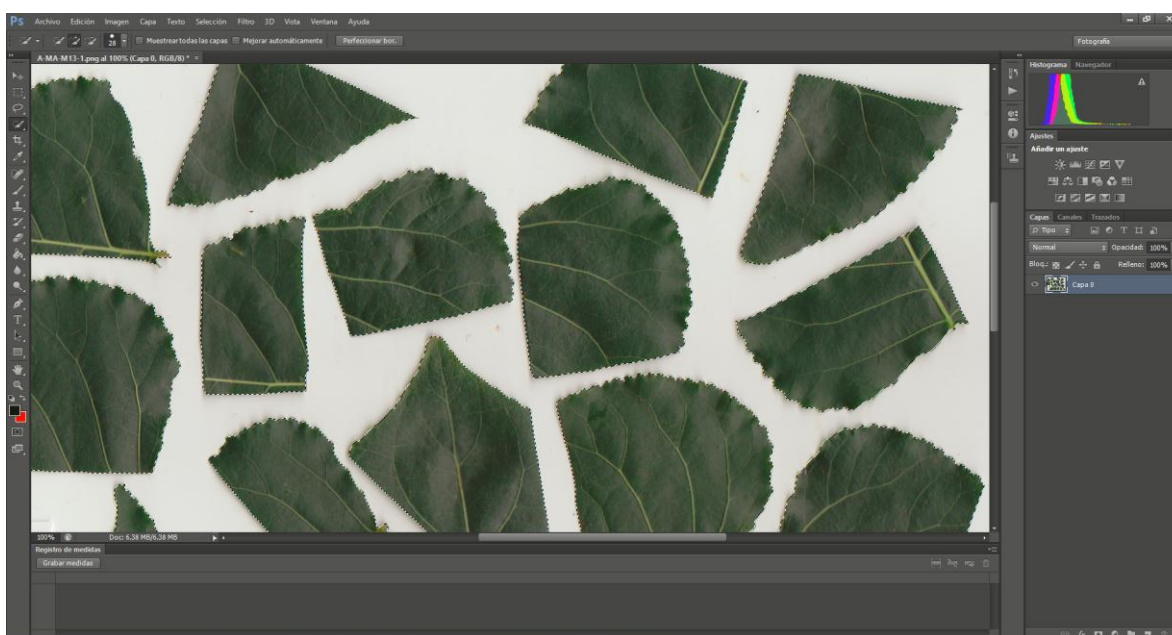 Ps Archivo Edición Imagen Capa Texto Selección Filtro 3D Vista Ventana Ayuda
28 Muestrear todas las capas Mejorar automáticamente Perfeccionar bor. Fotografía
A-MA-M13-1.png al 100% (Capa 0, RGB/8) * ×
Histograma Navegador
Ajustes
Añadir un ajuste
Capas Canales Trazados
Tipo
Normal Opacidad: 100%
Bloq.: Relleno: 100%
Capa 0
100% Doc: 6.38 MB/6.38 MB
Registro de medidas
Grabar medidas